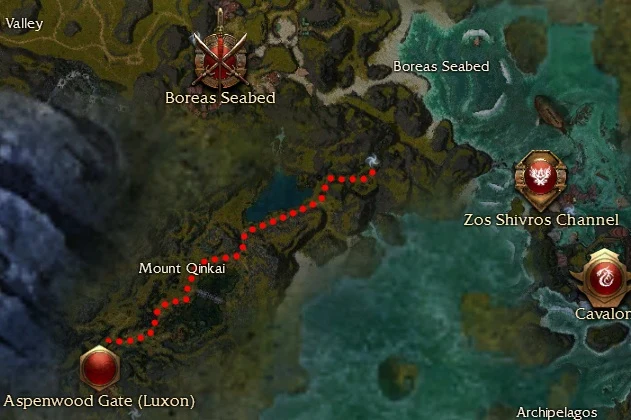 Valley
Boreas Seabed
Boreas Seabed
Zos Shivros Channel
Mount Qinkai
Cavalon
Aspenwood Gate (Luxon)
Archipelagos